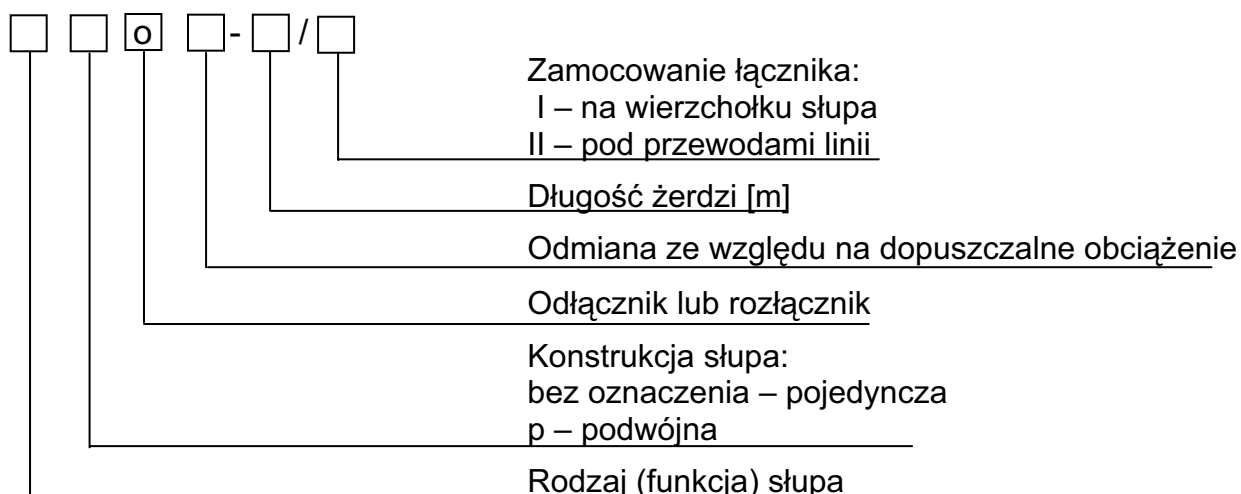 o - /
Zamocowanie łącznika:
I – na wierzchołku słupa
II – pod przewodami linii
Długość żerdzi [m]
Odmiana ze względu na dopuszczalne obciążenie
Odłącznik lub rozłącznik
Konstrukcja słupa:
bez oznaczenia – pojedyncza
p – podwójna
Rodzaj (funkcja) słupa